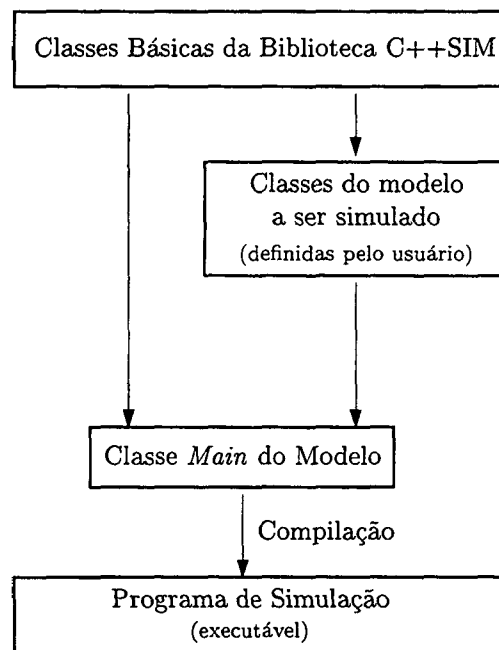 Classes Básicas da Biblioteca C++SIM
Classes do modelo
a ser simulado
(definidas pelo usuário)
Classe Main do Modelo
Compilação
Programa de Simulação
(executável)